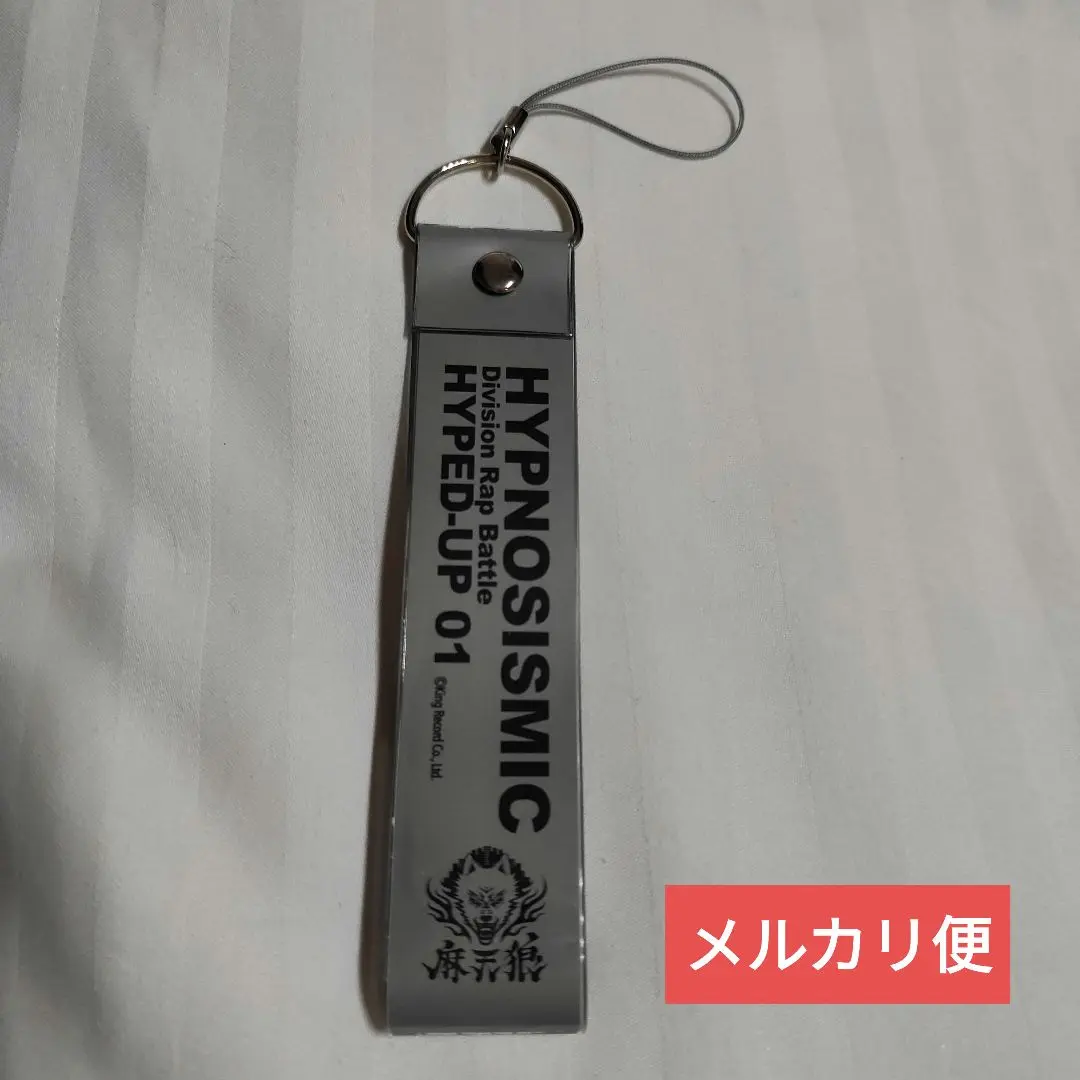 HYPNOSISMIC
Division Rap Battle
HYPED-UP 01
©King Record Co., Ltd.
麻天狼
メルカリ便